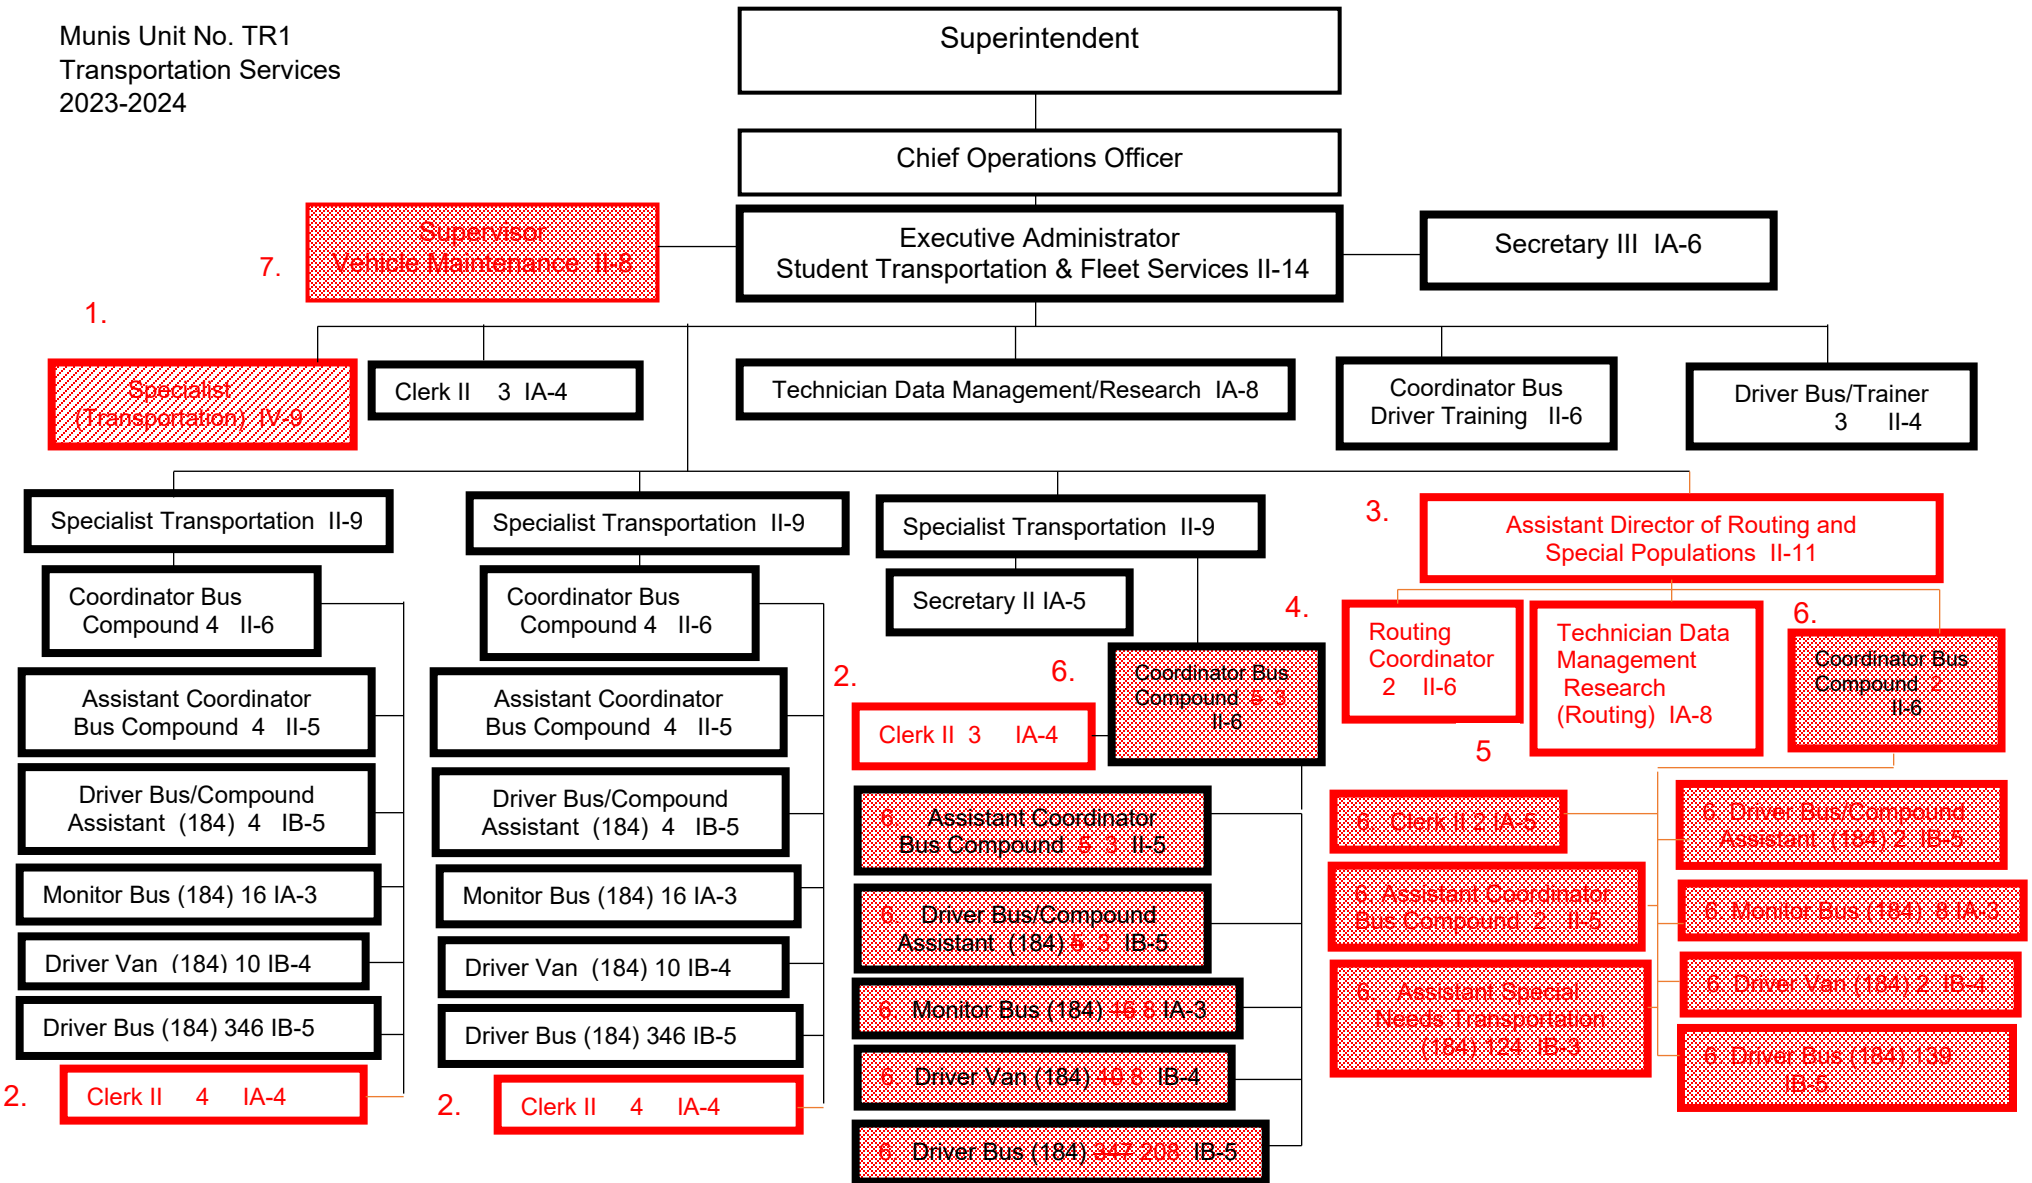 Munis Unit No. TR1
Transportation Services
2023-2024
Superintendent
Chief Operations Officer
7.
Supervisor
Vehicle Maintenance II-8
Executive Administrator
Student Transportation & Fleet Services II-14
Secretary III IA-6
1.
Specialist
(Transportation) IV-9
Clerk II 3 IA-4
Technician Data Management/Research IA-8
Coordinator Bus
Driver Training II-6
Driver Bus/Trainer
3 II-4
Specialist Transportation II-9
Coordinator Bus
Compound 4 II-6
Assistant Coordinator
Bus Compound 4 II-5
Driver Bus/Compound
Assistant (184) 4 IB-5
Monitor Bus (184) 16 IA-3
Driver Van (184) 10 IB-4
Driver Bus (184) 346 IB-5
2.
Clerk II 4 IA-4
Specialist Transportation II-9
Coordinator Bus
Compound 4 II-6
Assistant Coordinator
Bus Compound 4 II-5
Driver Bus/Compound
Assistant (184) 4 IB-5
Monitor Bus (184) 16 IA-3
Driver Van (184) 10 IB-4
Driver Bus (184) 346 IB-5
2.
Clerk II 4 IA-4
Specialist Transportation II-9
Secretary II IA-5
2.
Clerk II 3 IA-4
6.
Coordinator Bus
Compound 5 3
II-6
6. Assistant Coordinator
Bus Compound 5 3 II-5
6. Driver Bus/Compound
Assistant (184) 5 3 IB-5
6. Monitor Bus (184) 16 8 IA-3
6. Driver Van (184) 10 8 IB-4
6. Driver Bus (184) 347 208 IB-5
3.
Assistant Director of Routing and
Special Populations II-11
4.
Routing
Coordinator
2 II-6
5
Technician Data
Management
Research
(Routing) IA-8
6.
Coordinator Bus
Compound 2
II-6
6. Clerk II 2 IA-5
6. Assistant Coordinator
Bus Compound 2 II-5
6. Assistant Special
Needs Transportation
(184) 124 IB-3
6. Driver Bus/Compound
Assistant (184) 2 IB-5
6. Monitor Bus (184) 8 IA-3
6. Driver Van (184) 2 IB-4
6. Driver Bus (184) 139
IB-5